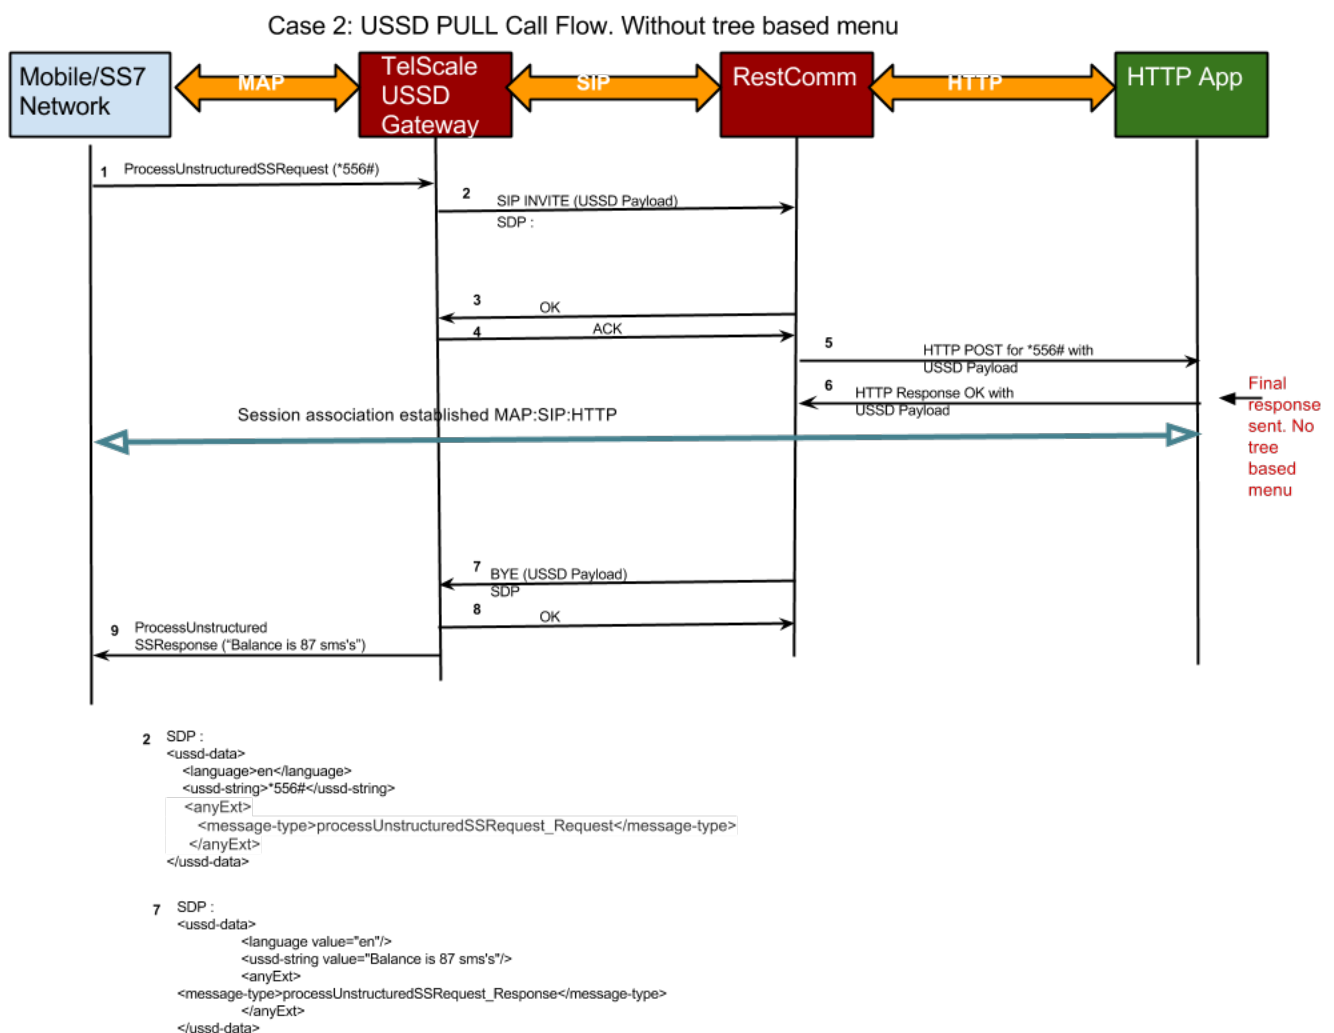 Case 2: USSD PULL Call Flow. Without tree based menu
Mobile/SS7
Network
MAP
TelScale
USSD
Gateway
SIP
RestComm
HTTP
HTTP App
1 ProcessUnstructuredSSRequest (*556#)
2 SIP INVITE (USSD Payload)
SDP :
3 OK
4 ACK
5 HTTP POST for *556# with
USSD Payload
6 HTTP Response OK with
USSD Payload
Final
response
sent. No
tree
based
menu
Session association established MAP:SIP:HTTP
7 BYE (USSD Payload)
SDP
8 OK
9 ProcessUnstructured
SSResponse (“Balance is 87 sms's”)
2 SDP :
<ussd-data>
<language>en</language>
<ussd-string>*556#</ussd-string>
<anyExt>
<message-type>processUnstructuredSSRequest_Request</message-type>
</anyExt>
</ussd-data>
7 SDP :
<ussd-data>
<language value="en"/>
<ussd-string value="Balance is 87 sms's"/>
<anyExt>
<message-type>processUnstructuredSSRequest_Response</message-type>
</anyExt>
</ussd-data>